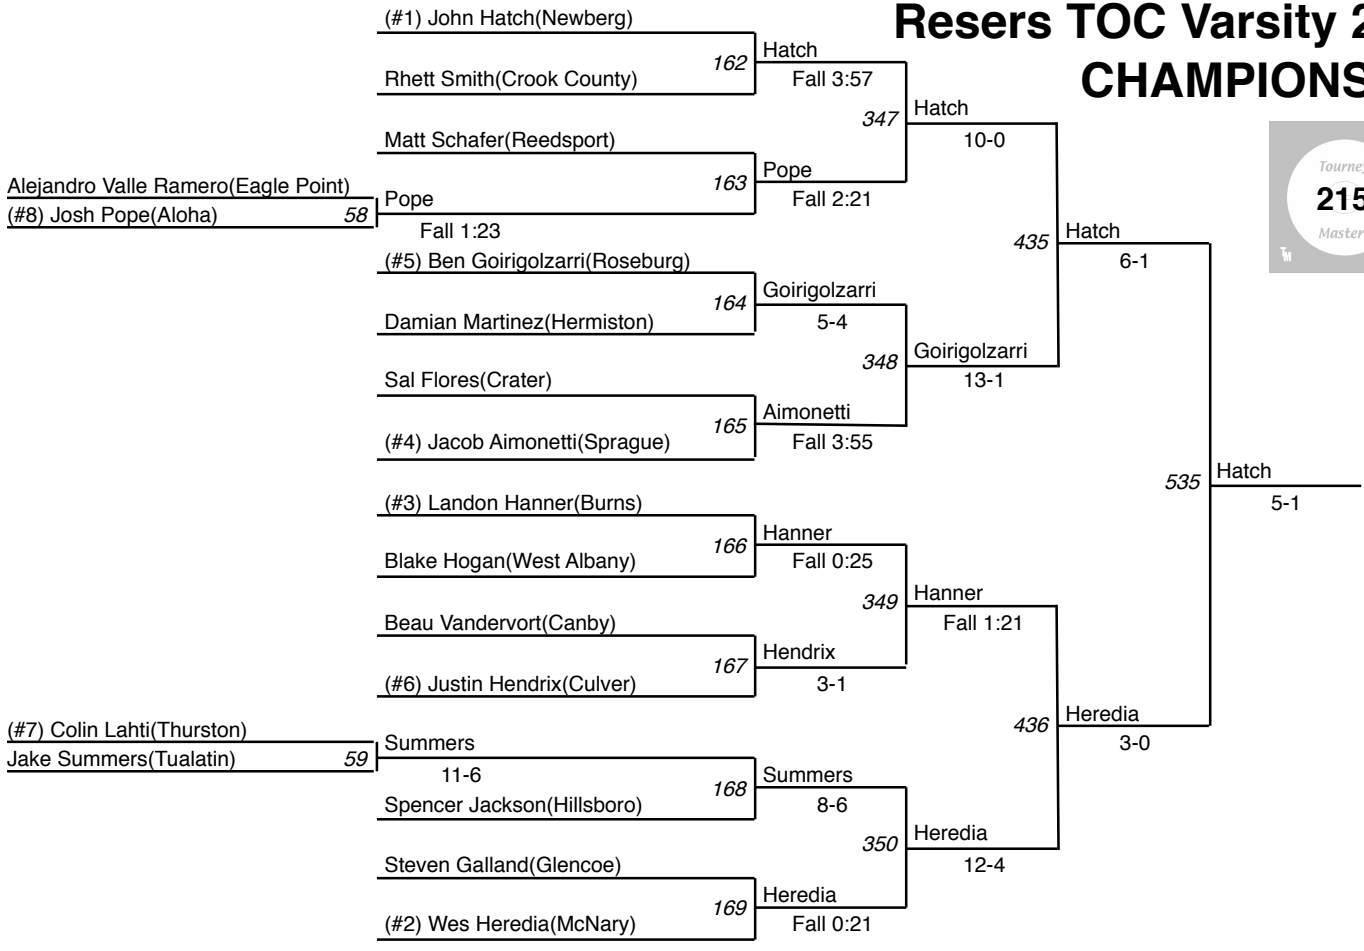 Resers TOC Varsity 2
CHAMPIONS
Tourney
215
Master
TM
(#1) John Hatch(Newberg)
162
Hatch
Rhett Smith(Crook County)
Fall 3:57
347
Hatch
10-0
Matt Schafer(Reedsport)
163
Pope
Alejandro Valle Ramero(Eagle Point)
Pope
Fall 2:21
(#8) Josh Pope(Aloha)
58
Fall 1:23
435
Hatch
6-1
(#5) Ben Goirigolzarri(Roseburg)
164
Goirigolzarri
Damian Martinez(Hermiston)
5-4
348
Goirigolzarri
13-1
Sal Flores(Crater)
165
Aimonetti
(#4) Jacob Aimonetti(Sprague)
Fall 3:55
535
Hatch
5-1
(#3) Landon Hanner(Burns)
166
Hanner
Blake Hogan(West Albany)
Fall 0:25
349
Hanner
Fall 1:21
Beau Vandervort(Canby)
167
Hendrix
(#6) Justin Hendrix(Culver)
3-1
436
Heredia
3-0
(#7) Colin Lahti(Thurston)
Summers
Jake Summers(Tualatin)
59
11-6
168
Summers
Spencer Jackson(Hillsboro)
8-6
350
Heredia
12-4
Steven Galland(Glencoe)
169
Heredia
(#2) Wes Heredia(McNary)
Fall 0:21